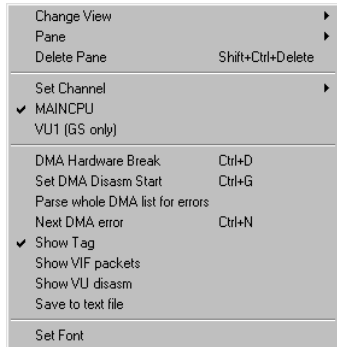 Change View
Pane
Delete Pane Shift+Ctrl+Delete
Set Channel
MAINCPU
VU1 (GS only)
DMA Hardware Break Ctrl+D
Set DMA Disasm Start Ctrl+G
Parse whole DMA list for errors
Next DMA error Ctrl+N
Show Tag
Show VIF packets
Show VU disasm
Save to text file
Set Font